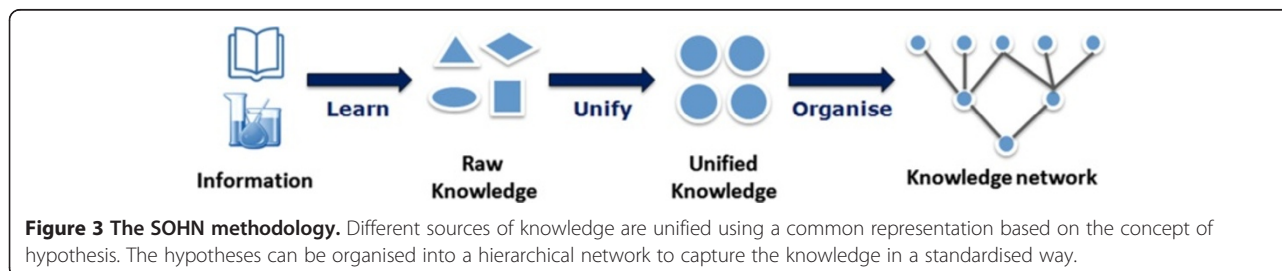 Learn
Unify
Organise
Information
Raw
Knowledge
Unified
Knowledge
Knowledge network
Figure 3 The SOHN methodology. Different sources of knowledge are unified using a common representation based on the concept of
hypothesis. The hypotheses can be organised into a hierarchical network to capture the knowledge in a standardised way.